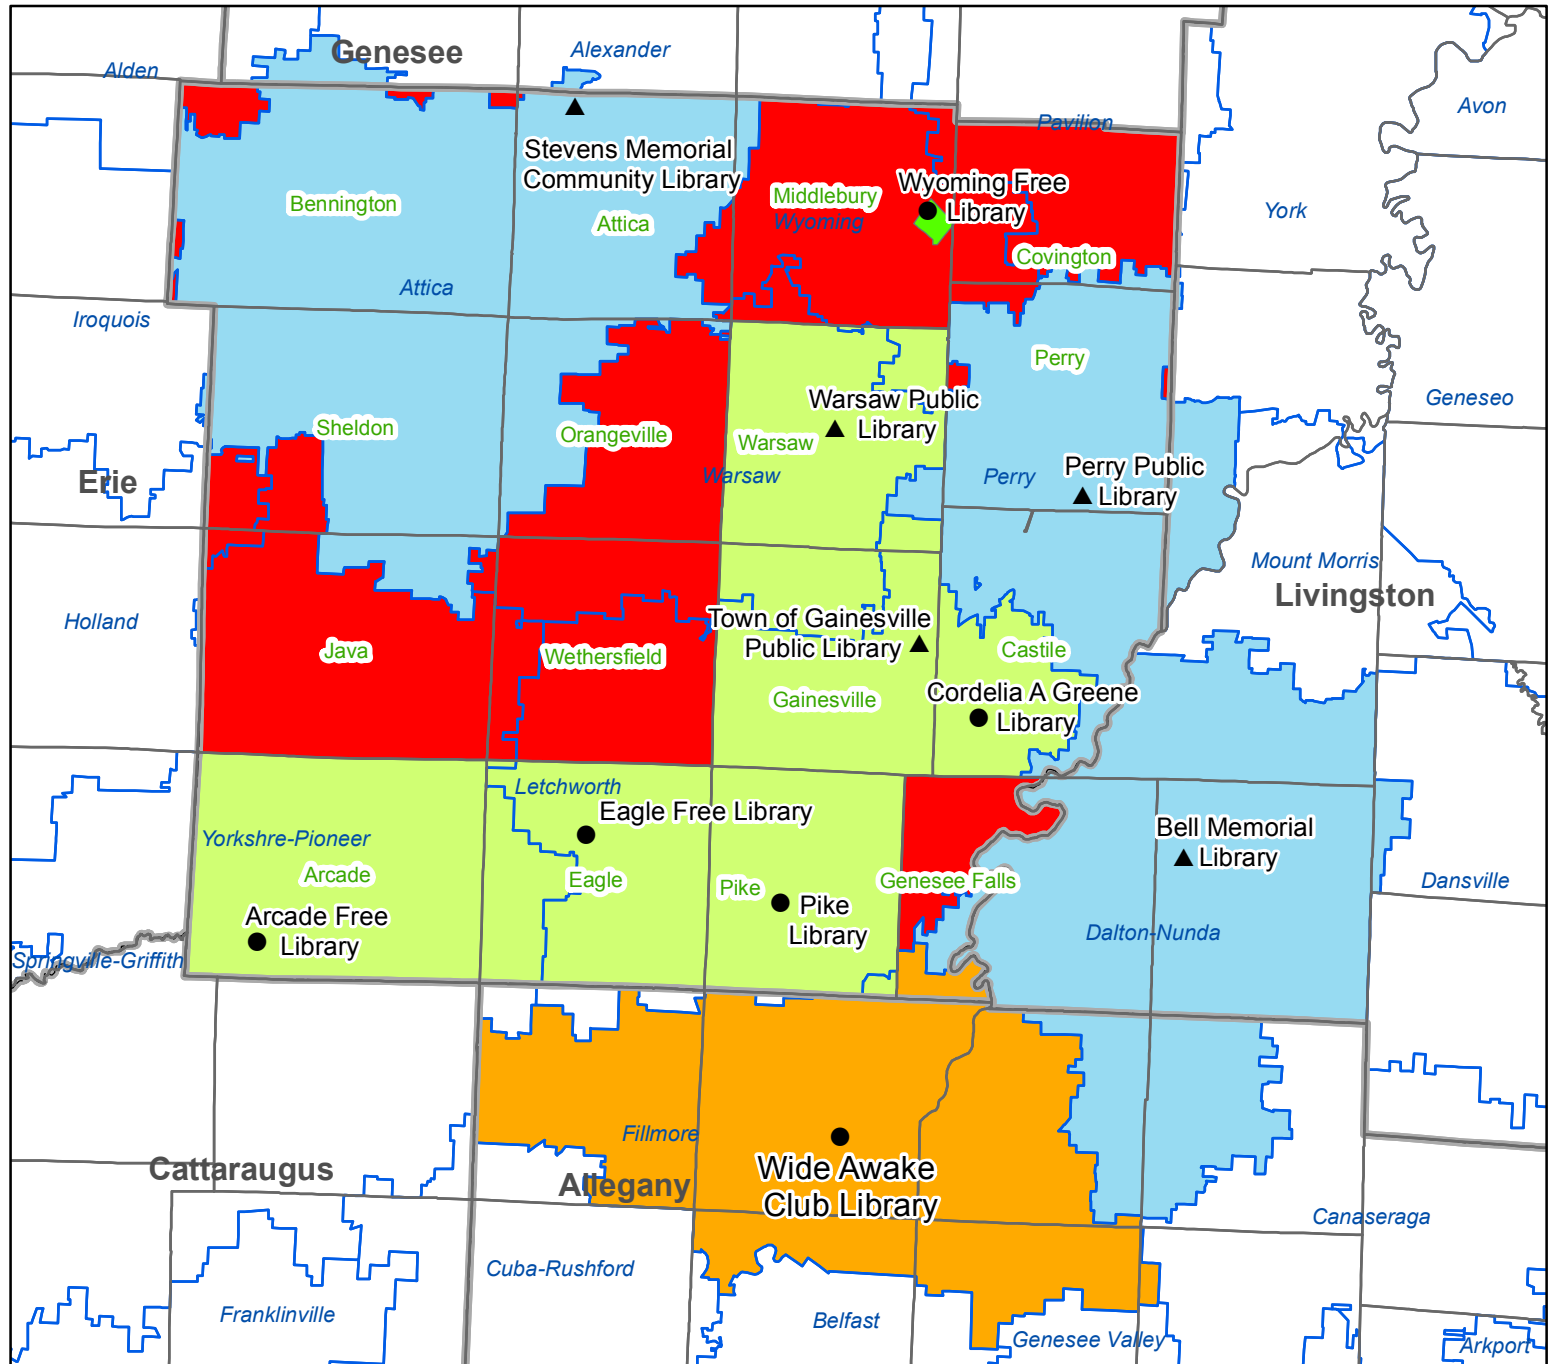 Genesee
Alexander
Alden
Avon
Pavilion
Stevens Memorial
Community Library
Bennington
Middlebury
Wyoming Free
Library
Attica
Wyoming
York
Covington
Attica
Iroquois
Perry
Warsaw Public
Library
Geneseo
Sheldon
Orangeville
Warsaw
Warsaw
Perry
Perry Public
Library
Erie
Mount Morris
Livingston
Holland
Town of Gainesville
Public Library
Java
Wethersfield
Castile
Gainesville
Cordelia A Greene
Library
Letchworth
Eagle Free Library
Yorkshre-Pioneer
Bell Memorial
Library
Arcade
Eagle
Pike
Genesee Falls
Dansville
Arcade Free
Library
Pike
Library
Dalton-Nunda
Springville-Griffith
Fillmore
Wide Awake
Club Library
Cattaraugus
Allegany
Canaseraga
Cuba-Rushford
Franklinville
Belfast
Genesee Valley
Arkport